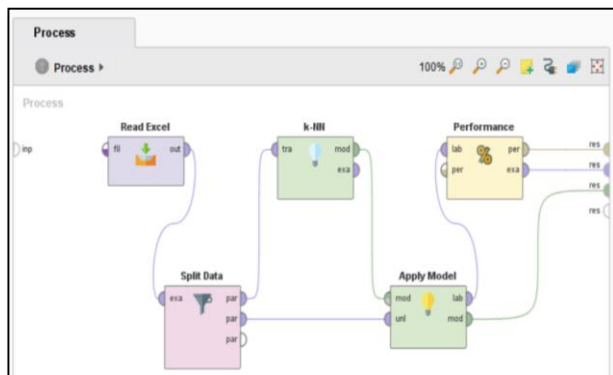 Process
Process
100%
Process
inp
Read Excel
fil out
k-NN
tra mod
exa
Performance
lab per
per exa
res
res
res
res
Split Data
exa par
par
par
Apply Model
mod lab
unl mod